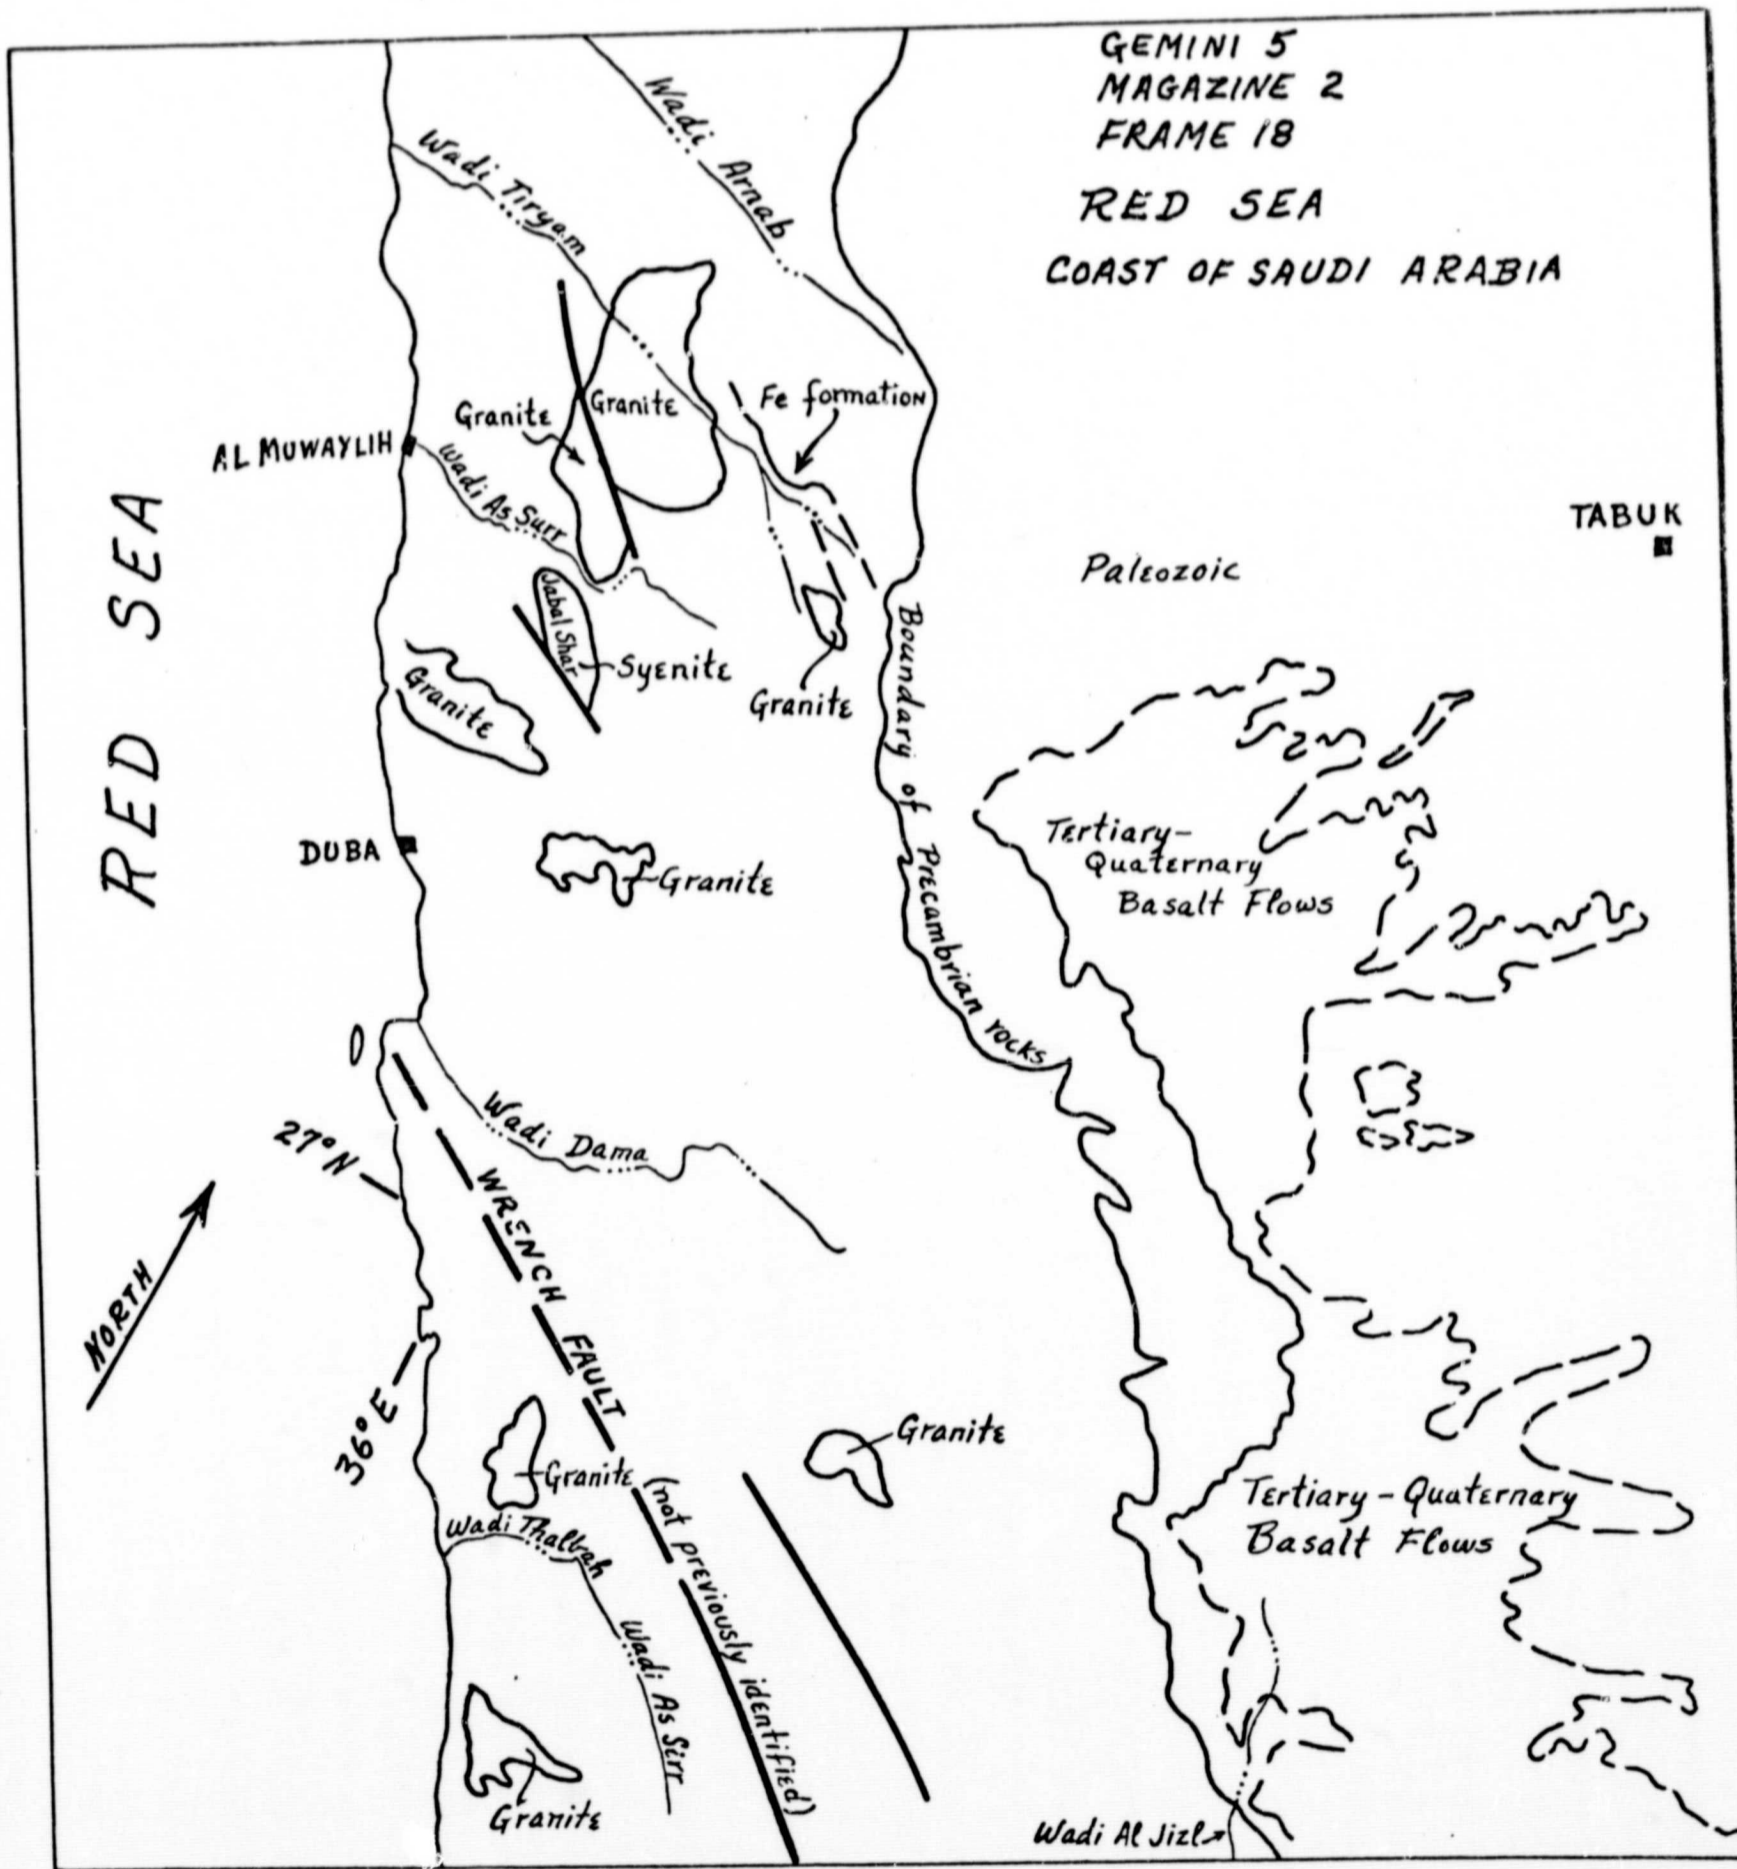 GEMINI 5
MAGAZINE 2
FRAME 18
RED SEA
COAST OF SAUDI ARABIA
Wadi Arnab
Wadi Tiryam
Granite
Granite
Fe formation
AL MUWAYLIH
Wadi As Surr
RED SEA
TABUK
Paleozoic
Jabal Shar
Syenite
Granite
Granite
Boundary of Precambrian rocks
Tertiary-
Quaternary
Basalt Flows
DUBA
Granite
27°N
Wadi Dama
WRENCH FAULT (not previously identified)
NORTH
36°E
Granite
Granite
Tertiary - Quaternary
Basalt Flows
Wadi Thalbah
Wadi As Sirr
Granite
Wadi Al Jizl